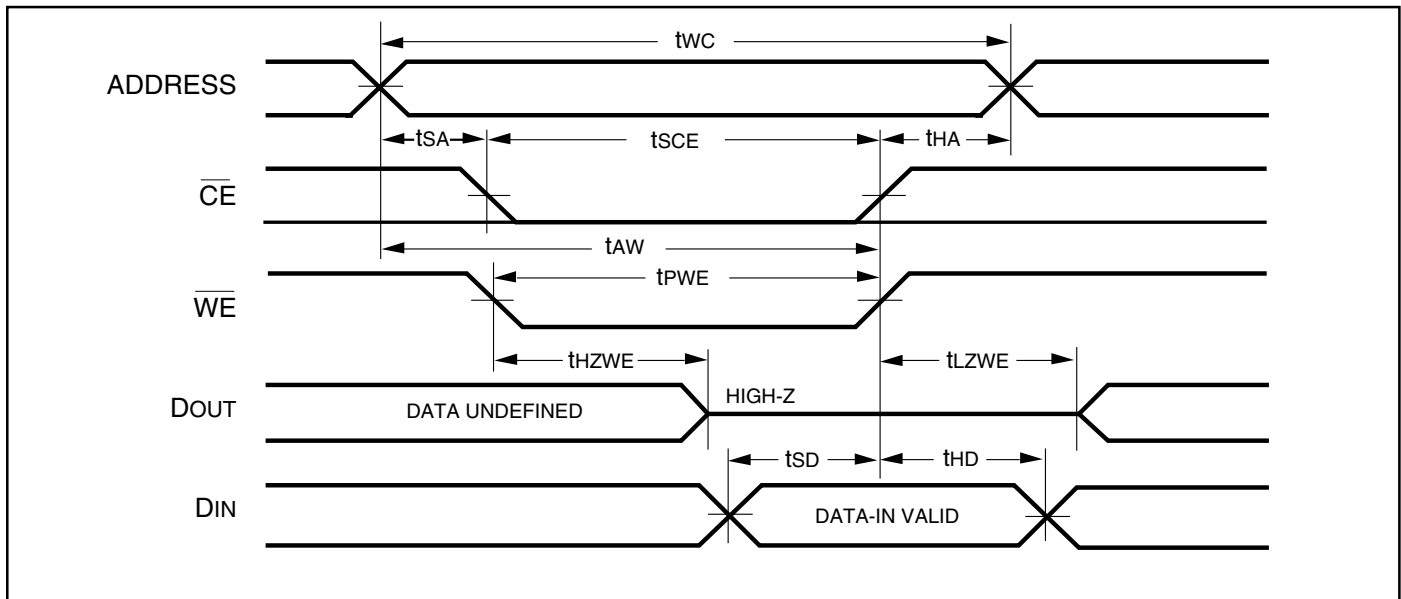 tWC
ADDRESS
tSA
tSCE
tHA
CE
tAW
tPWE
WE
tHZWE
tLZWE
DOUT
DATA UNDEFINED
HIGH-Z
tSD
tHD
DIN
DATA-IN VALID